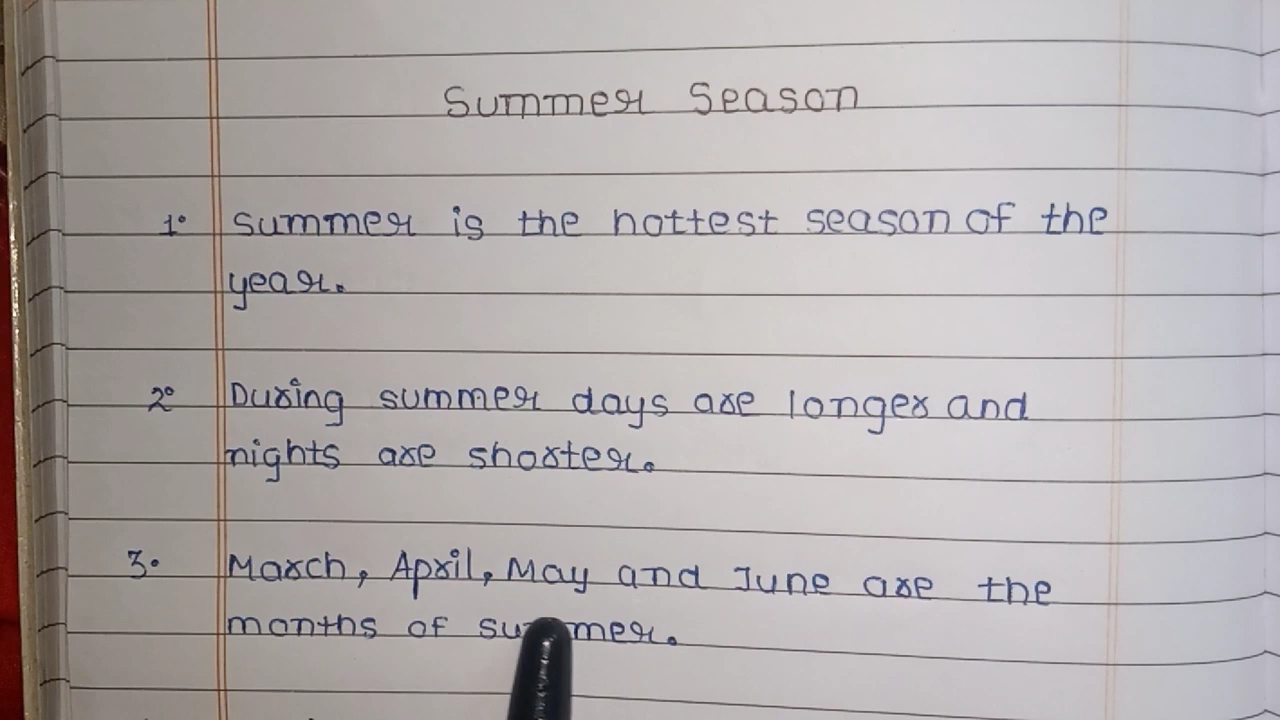 Summer Season
1. Summer is the hottest season of the
year.
2. During summer days are longer and
nights are shorter.
3. March, April, May and June are the
months of summer.